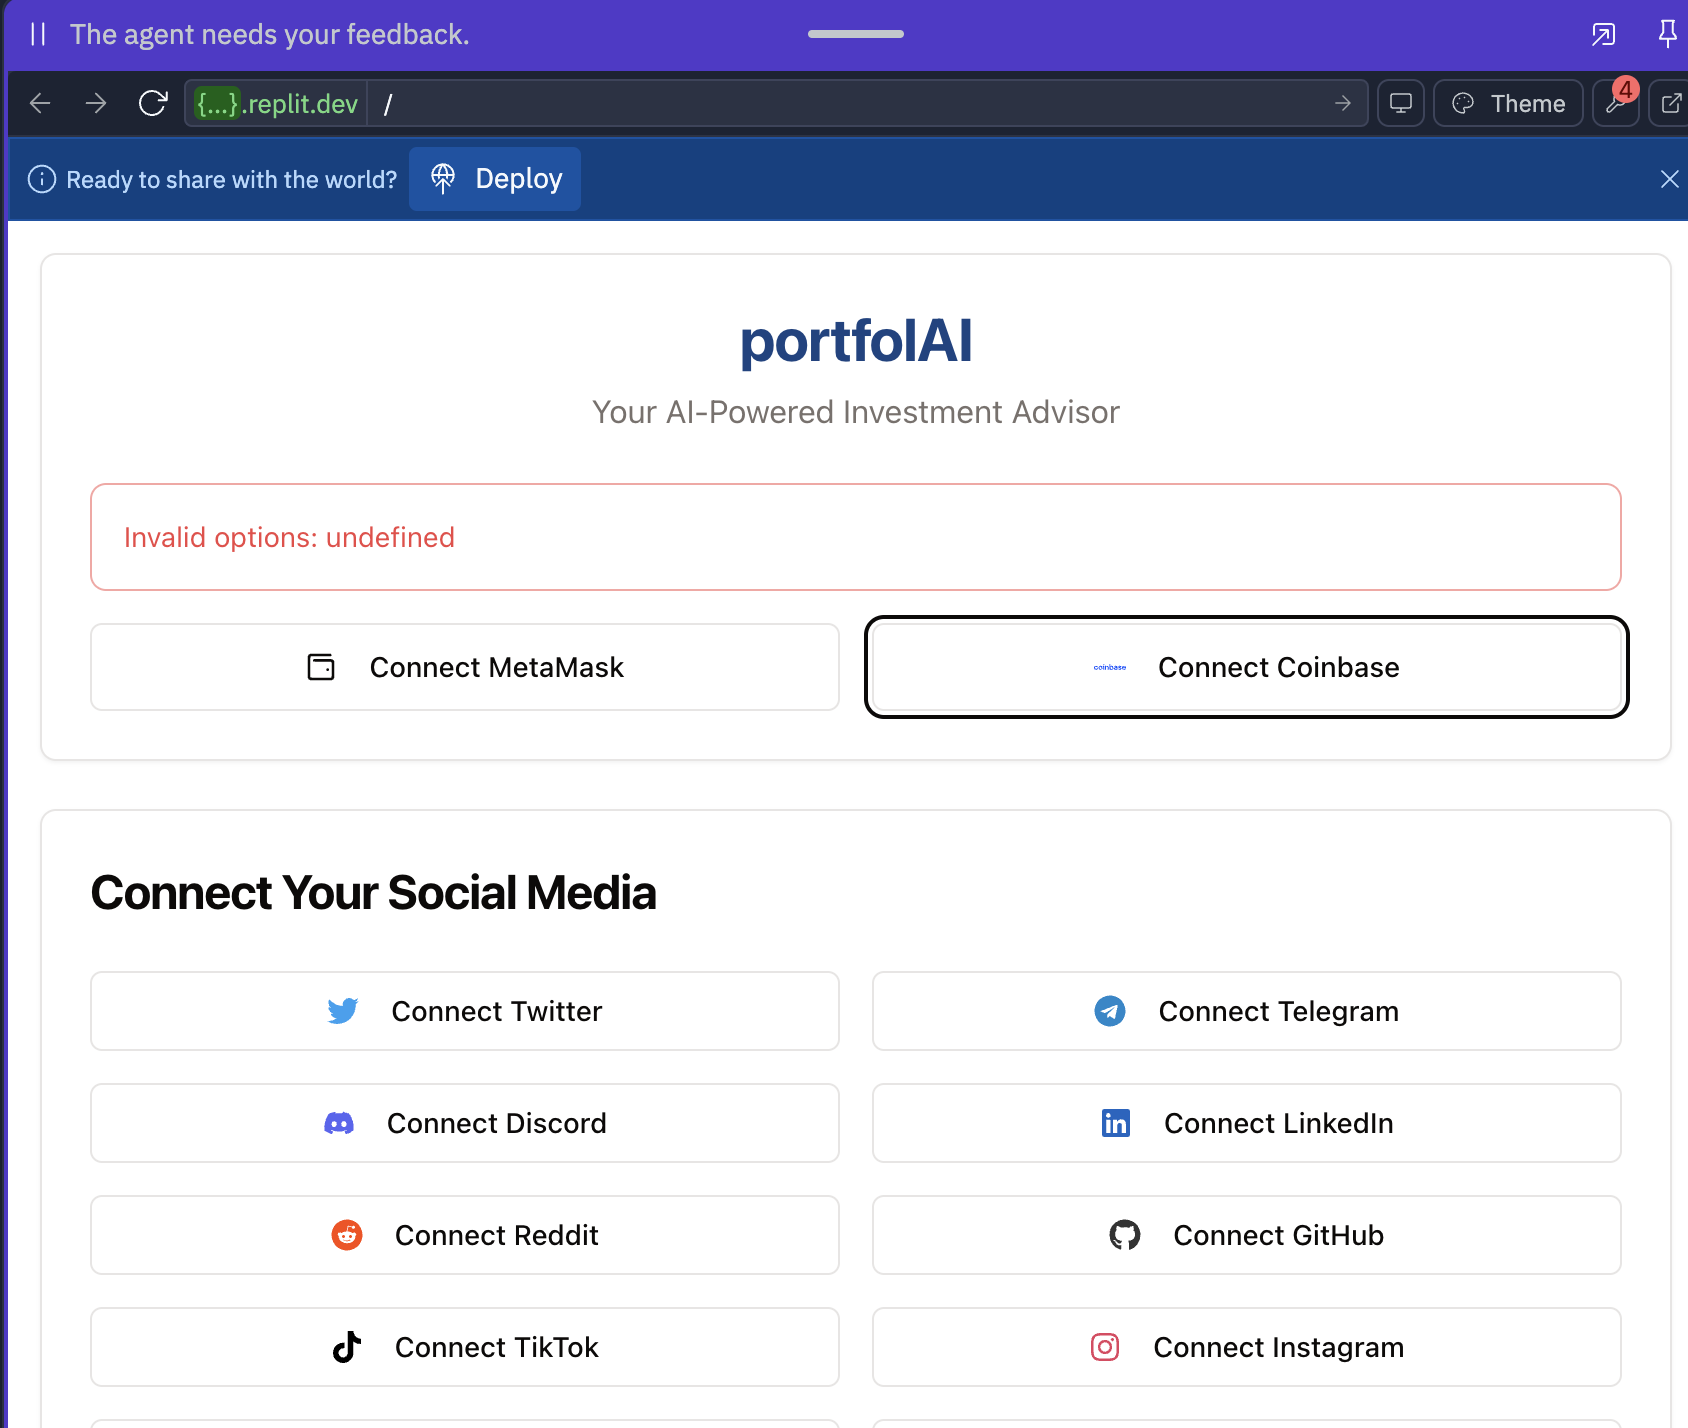 The agent needs your feedback.
{...}.replit.dev /
Theme
4
Ready to share with the world?
Deploy
portfolAI
Your AI-Powered Investment Advisor
Invalid options: undefined
Connect MetaMask
coinbase Connect Coinbase
Connect Your Social Media
Connect Twitter
Connect Telegram
Connect Discord
in Connect LinkedIn
Connect Reddit
Connect GitHub
Connect TikTok
Connect Instagram